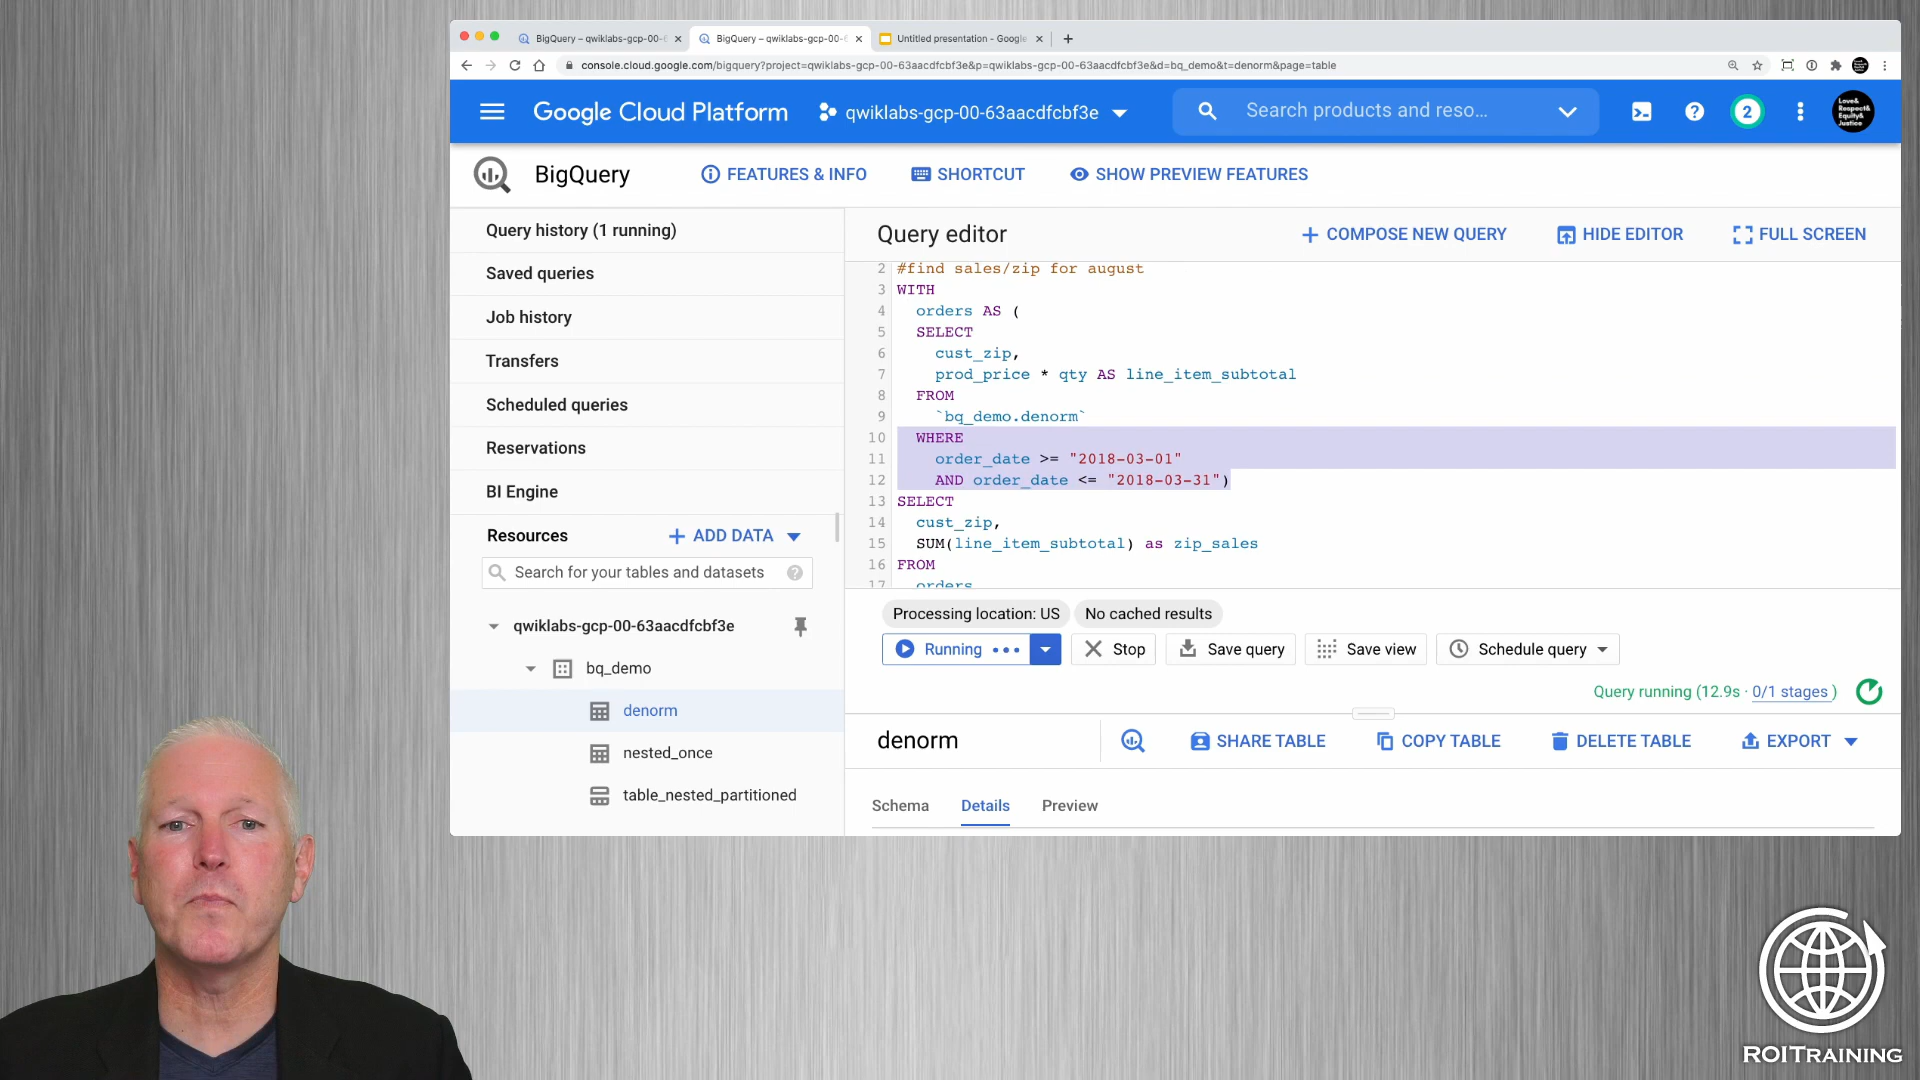 BigQuery – qwiklabs-gcp-00-6
BigQuery – qwiklabs-gcp-00-6
Untitled presentation - Google
console.cloud.google.com/bigquery?project=qwiklabs-gcp-00-63aacdfcbf3e&p=qwiklabs-gcp-00-63aacdfcbf3e&d=bq_demo&t=denorm&page=table
Google Cloud Platform
qwiklabs-gcp-00-63aacdfcbf3e
Search products and reso...
2
Love&
Respect&
Equity&
Justice
BigQuery
FEATURES & INFO
SHORTCUT
SHOW PREVIEW FEATURES
Query history (1 running)
Saved queries
Job history
Transfers
Scheduled queries
Reservations
BI Engine
Resources
ADD DATA
Search for your tables and datasets
qwiklabs-gcp-00-63aacdfcbf3e
bq_demo
denorm
nested_once
table_nested_partitioned
Query editor
COMPOSE NEW QUERY
HIDE EDITOR
FULL SCREEN
2 #find sales/zip for august
3 WITH
4 orders AS (
5 SELECT
6 cust_zip,
7 prod_price * qty AS line_item_subtotal
8 FROM
9 `bq_demo.denorm`
10 WHERE
11 order_date >= "2018-03-01"
12 AND order_date <= "2018-03-31")
13 SELECT
14 cust_zip,
15 SUM(line_item_subtotal) as zip_sales
16 FROM
17 orders
Processing location: US
No cached results
Running
Stop
Save query
Save view
Schedule query
Query running (12.9s · 0/1 stages )
denorm
SHARE TABLE
COPY TABLE
DELETE TABLE
EXPORT
Schema
Details
Preview
ROITRAINING